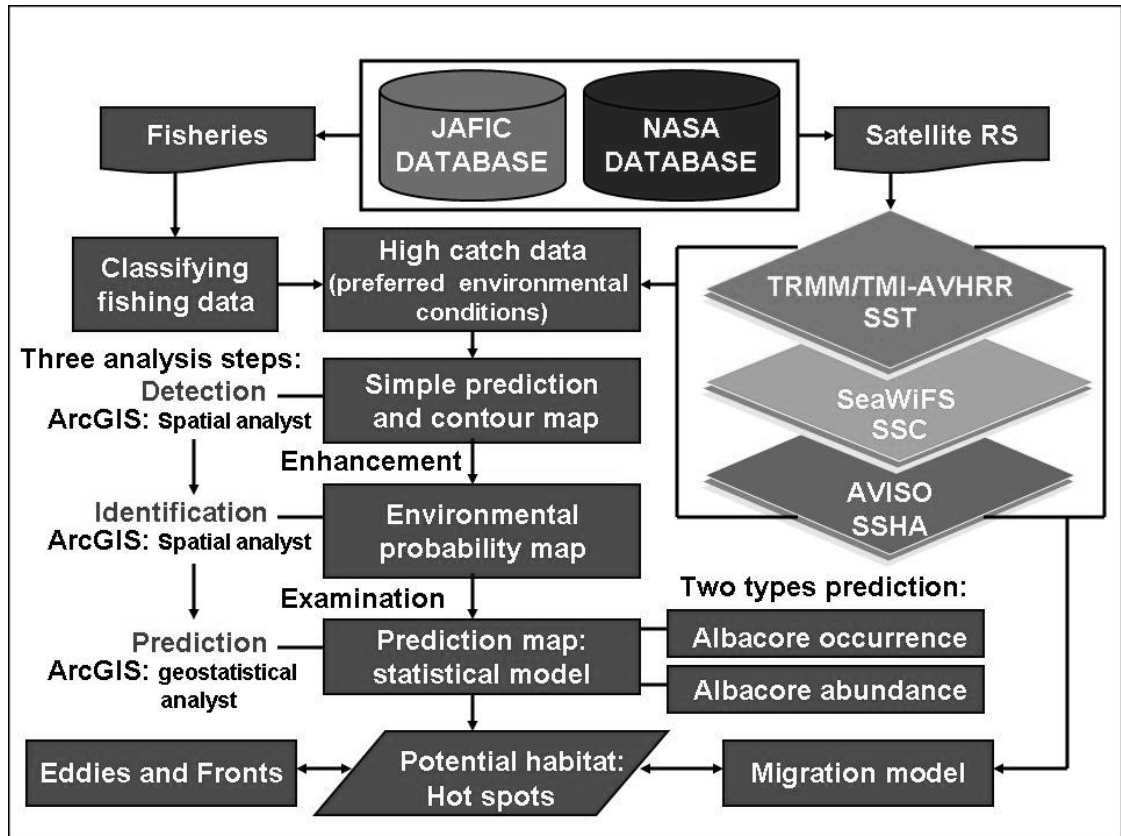 Fisheries
JAFIC
DATABASE
NASA
DATABASE
Satellite RS
Classifying
fishing data
High catch data
(preferred environmental
conditions)
TRMM/TMI-AVHRR
SST
SeaWiFS
SSC
AVISO
SSHA
Three analysis steps:
Detection
ArcGIS: Spatial analyst
Simple prediction
and contour map
Enhancement
Identification
ArcGIS: Spatial analyst
Environmental
probability map
Examination
Two types prediction:
Prediction
ArcGIS: geostatistical
analyst
Prediction map:
statistical model
Albacore occurrence
Albacore abundance
Eddies and Fronts
Potential habitat:
Hot spots
Migration model